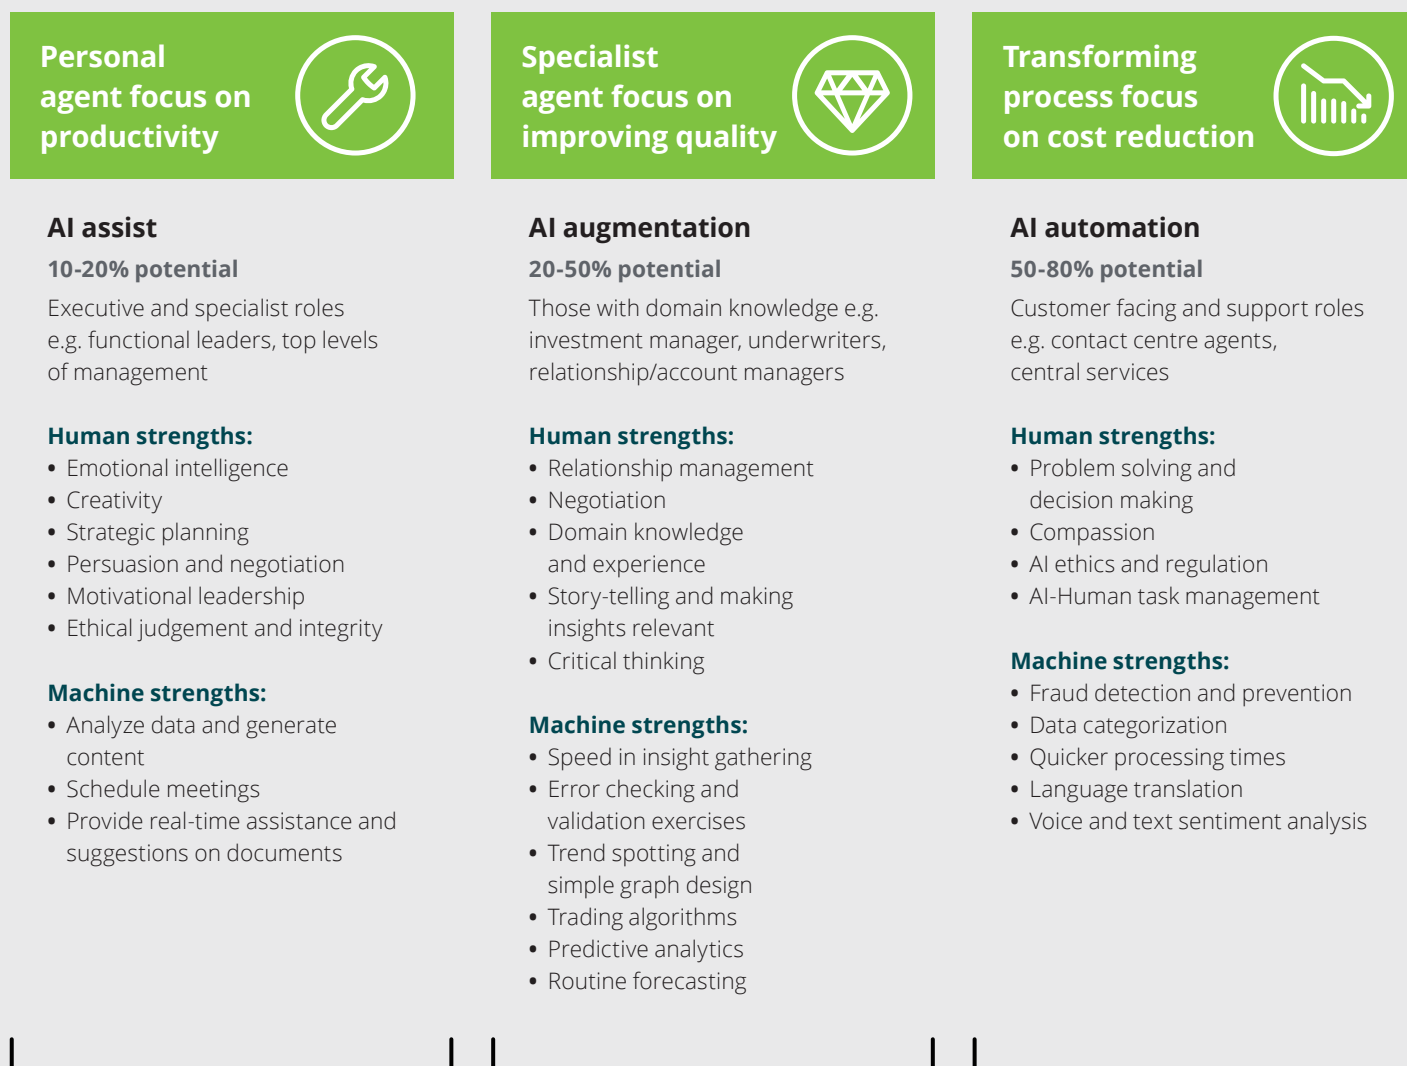 Personal
agent focus on
productivity
AI assist
10-20% potential
Executive and specialist roles
e.g. functional leaders, top levels
of management
Human strengths:
• Emotional intelligence
• Creativity
• Strategic planning
• Persuasion and negotiation
• Motivational leadership
• Ethical judgement and integrity
Machine strengths:
• Analyze data and generate
content
• Schedule meetings
• Provide real-time assistance and
suggestions on documents
Specialist
agent focus on
improving quality
AI augmentation
20-50% potential
Those with domain knowledge e.g.
investment manager, underwriters,
relationship/account managers
Human strengths:
• Relationship management
• Negotiation
• Domain knowledge
and experience
• Story-telling and making
insights relevant
• Critical thinking
Machine strengths:
• Speed in insight gathering
• Error checking and
validation exercises
• Trend spotting and
simple graph design
• Trading algorithms
• Predictive analytics
• Routine forecasting
Transforming
process focus
on cost reduction
AI automation
50-80% potential
Customer facing and support roles
e.g. contact centre agents,
central services
Human strengths:
• Problem solving and
decision making
• Compassion
• AI ethics and regulation
• AI-Human task management
Machine strengths:
• Fraud detection and prevention
• Data categorization
• Quicker processing times
• Language translation
• Voice and text sentiment analysis